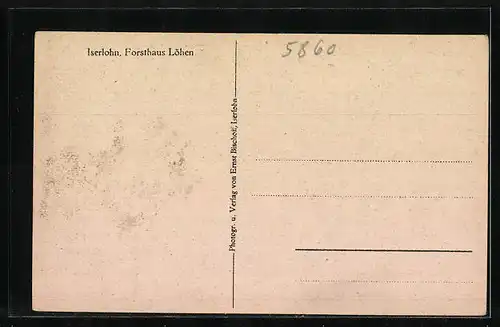 Iserlohn, Forsthaus Löhen
5860
Photogr. u. Verlag von Ernst Bischoff, Iserlohn